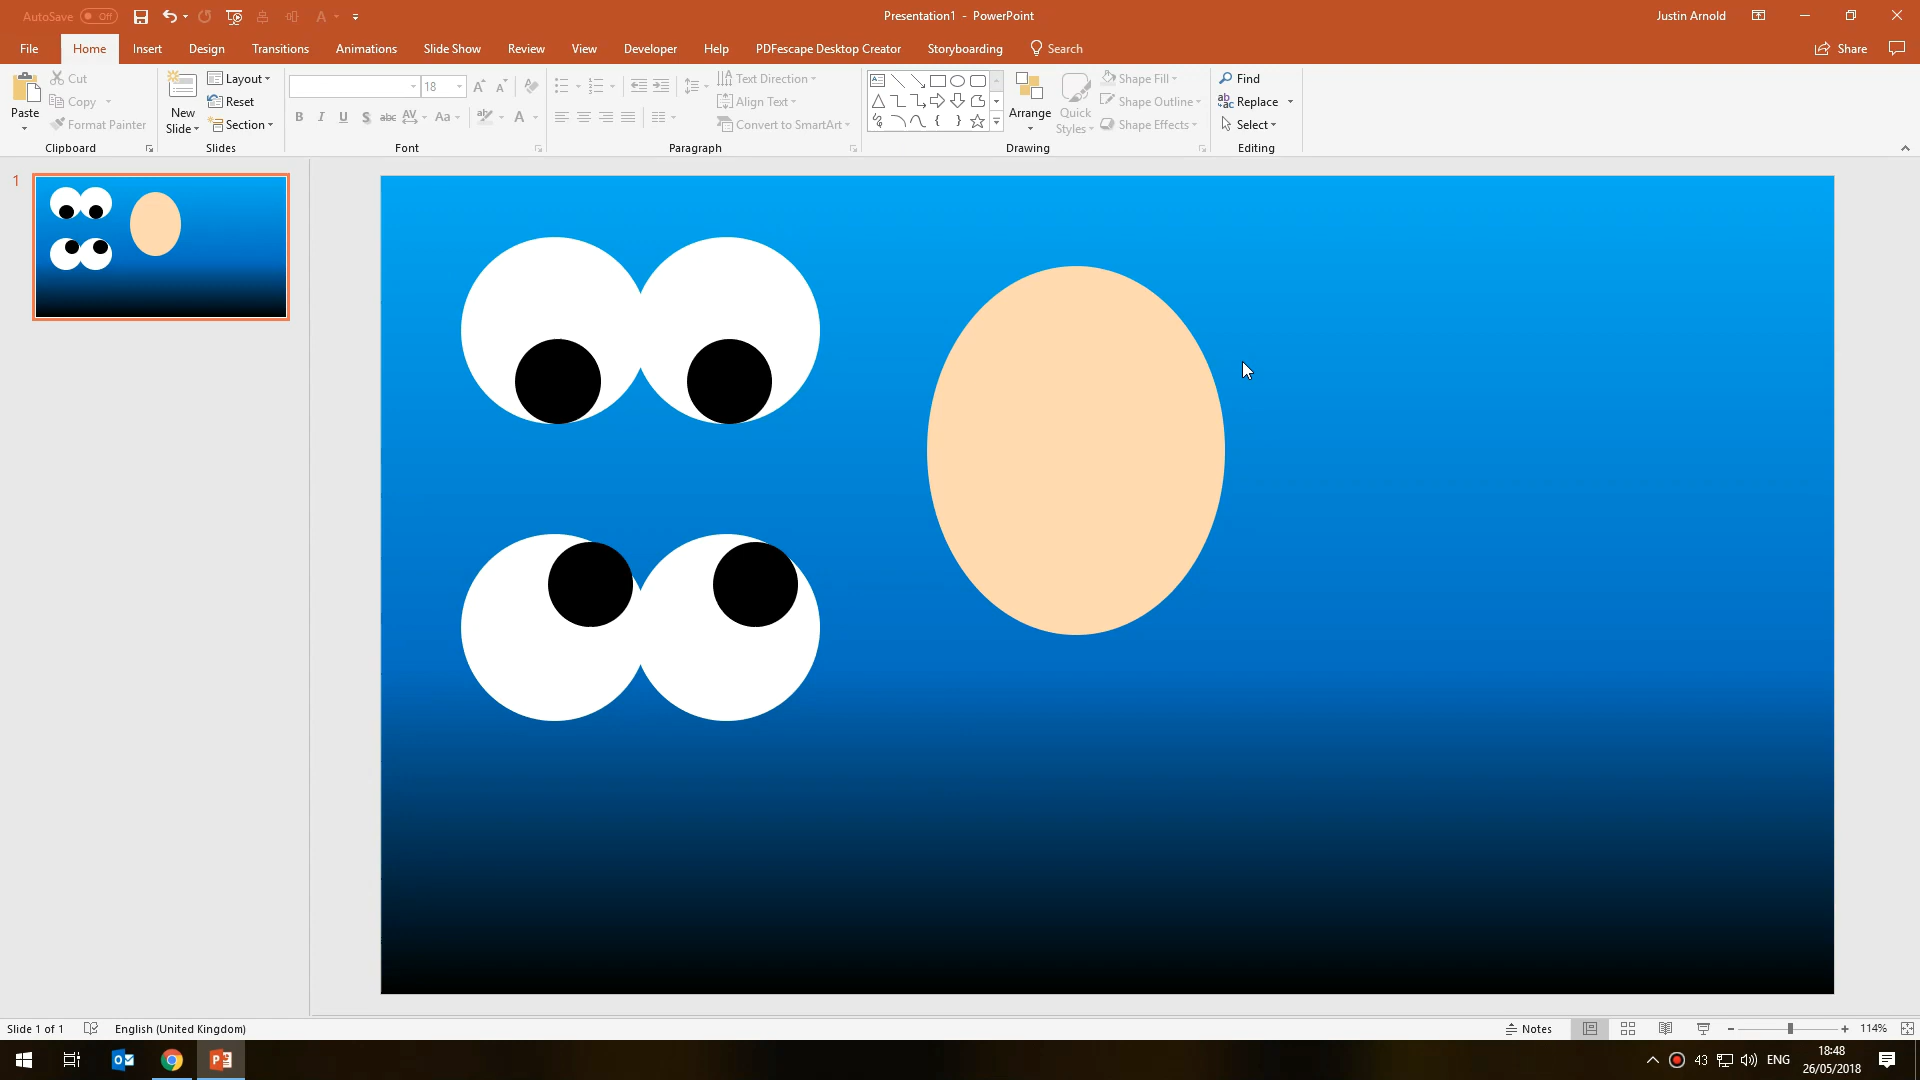 AutoSave Off
Presentation1 - PowerPoint
Justin Arnold
File Home Insert Design Transitions Animations Slide Show Review View Developer Help PDFescape Desktop Creator Storyboarding Search Share
Paste
Cut
Copy
Format Painter
Clipboard
New Slide
Layout
Reset
Section
Slides
18
B I U S abc AV Aa A
Font
Text Direction
Align Text
Convert to SmartArt
Paragraph
Arrange
Quick Styles
Shape Fill
Shape Outline
Shape Effects
Drawing
Find
Replace
Select
Editing
1
Slide 1 of 1 English (United Kingdom) Notes 114%
43 ENG 18:48
26/05/2018